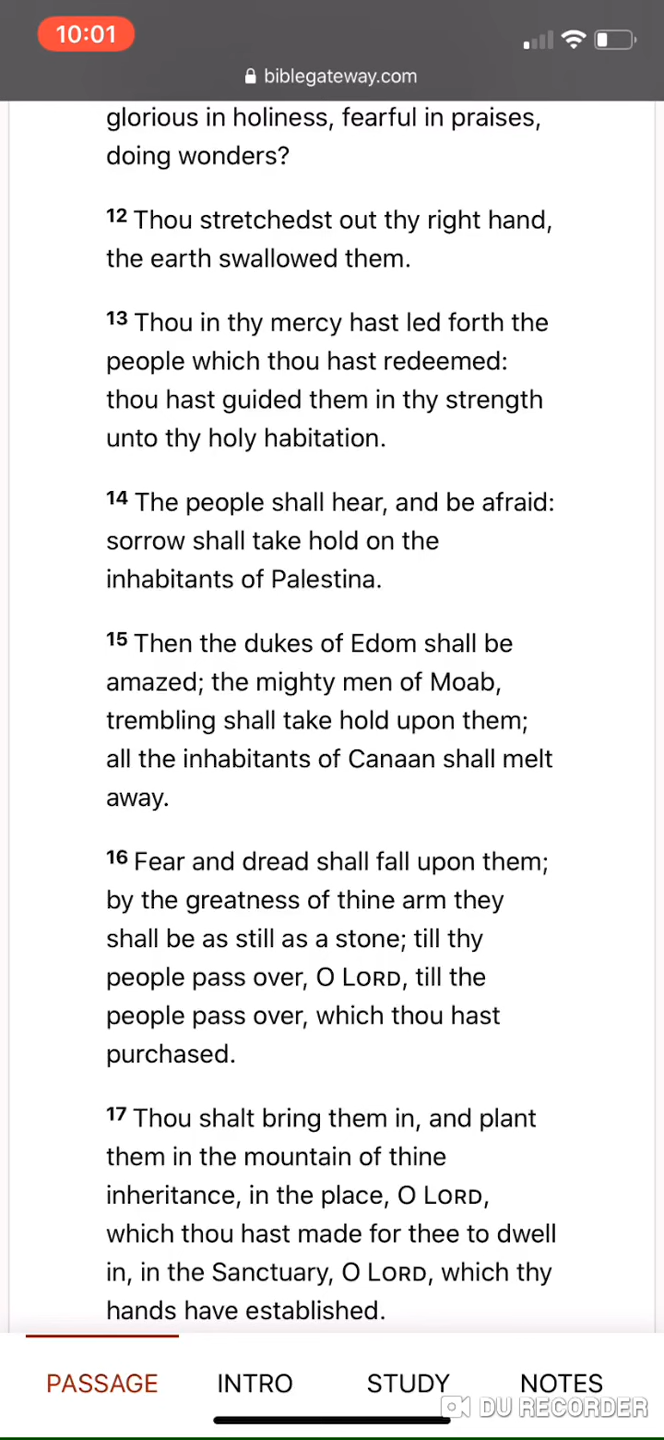 10:01
biblegateway.com
glorious in holiness, fearful in praises,
doing wonders?
12 Thou stretchedst out thy right hand,
the earth swallowed them.
13 Thou in thy mercy hast led forth the
people which thou hast redeemed:
thou hast guided them in thy strength
unto thy holy habitation.
14 The people shall hear, and be afraid:
sorrow shall take hold on the
inhabitants of Palestina.
15 Then the dukes of Edom shall be
amazed; the mighty men of Moab,
trembling shall take hold upon them;
all the inhabitants of Canaan shall melt
away.
16 Fear and dread shall fall upon them;
by the greatness of thine arm they
shall be as still as a stone; till thy
people pass over, O LORD, till the
people pass over, which thou hast
purchased.
17 Thou shalt bring them in, and plant
them in the mountain of thine
inheritance, in the place, O LORD,
which thou hast made for thee to dwell
in, in the Sanctuary, O LORD, which thy
hands have established.
PASSAGE INTRO STUDY NOTES
DU RECORDER